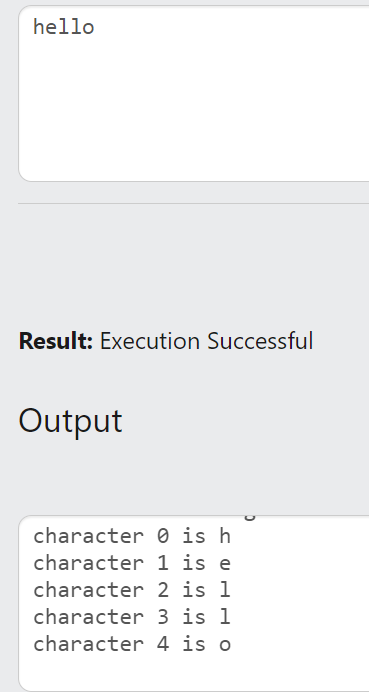 hello
Result: Execution Successful
Output
character 0 is h
character 1 is e
character 2 is l
character 3 is l
character 4 is o